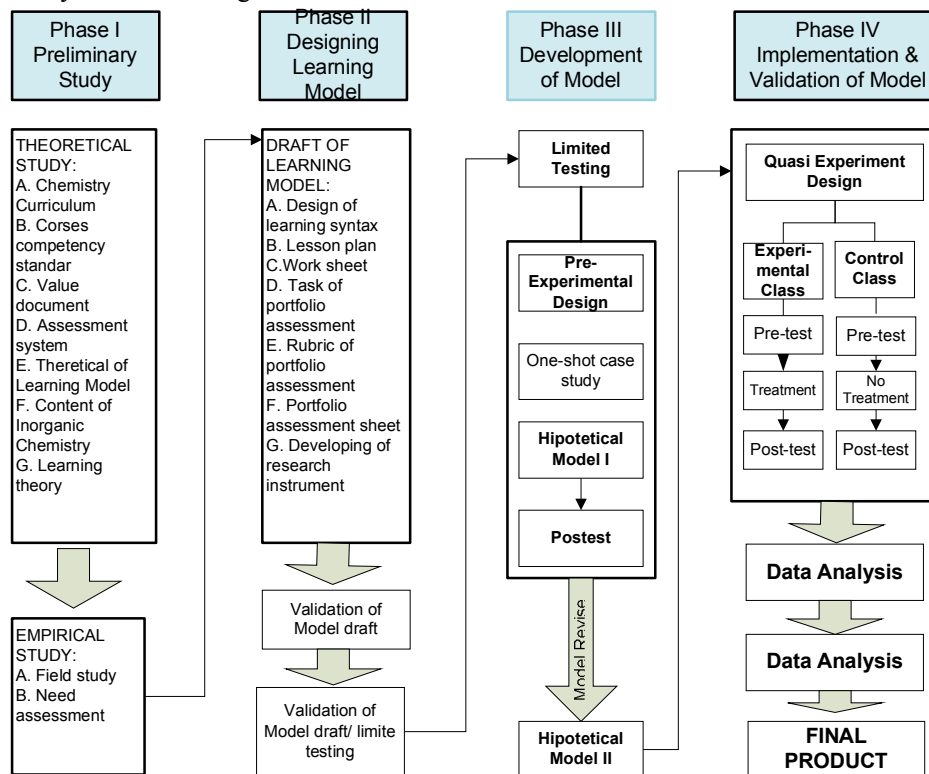 Phase I
Preliminary
Study
THEORETICAL
STUDY:
A. Chemistry
Curriculum
B. Corses
competency
standar
C. Value
document
D. Assessment
system
E. Theretical of
Learning Model
F. Content of
Inorganic
Chemistry
G. Learning
theory
EMPIRICAL
STUDY:
A. Field study
B. Need
assessment
Phase II
Designing
Learning
Model
DRAFT OF
LEARNING
MODEL:
A. Design of
learning syntax
B. Lesson plan
C.Work sheet
D. Task of
portfolio
assessment
E. Rubric of
portfolio
assessment
F. Portfolio
assessment sheet
G. Developing of
research
instrument
Validation of
Model draft
Validation of
Model draft/ limite
testing
Phase III
Development
of Model
Limited
Testing
Pre-
Experimental
Design
One-shot case
study
Hipotetical
Model I
Postest
Model Revise
Hipotetical
Model II
Phase IV
Implementation &
Validation of Model
Quasi Experiment
Design
Experi-
mental
Class
Pre-test
Treatment
Post-test
Control
Class
Pre-test
No
Treatment
Post-test
Data Analysis
Data Analysis
FINAL
PRODUCT